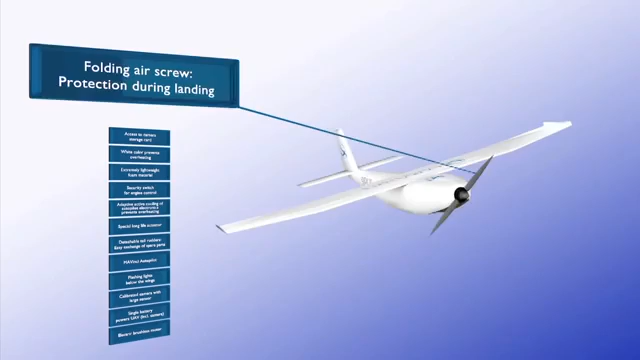 Folding air screw:
Protection during landing
Access to camera
storage card
White color prevents
overheating
Extremely lightweight
foam material
Security switch
for engine control
Adaptive active cooling of
complete electronics
prevents overheating
Special long life actuator
Detachable tail rudders:
Easy exchange of spare parts
MAVinci Autopilot
Flashing lights
below the wings
Calibrated camera with
large sensor
Single battery
powers UAV (incl. camera)
Electric brushless motor